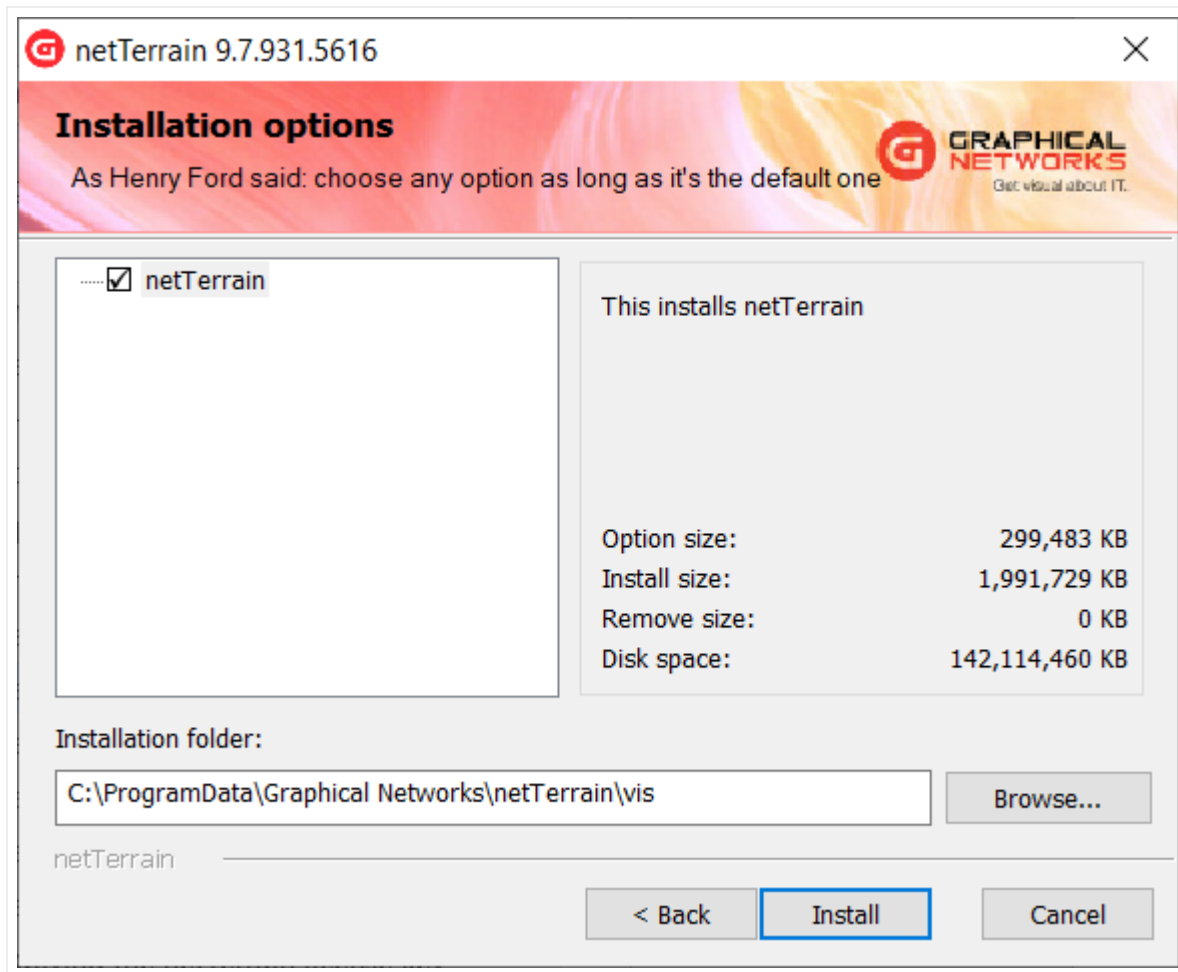 netTerrain 9.7.931.5616
Installation options
As Henry Ford said: choose any option as long as it's the default one
GRAPHICAL
NETWORKS
Get visual about IT.
netTerrain
This installs netTerrain
Option size: 299,483 KB
Install size: 1,991,729 KB
Remove size: 0 KB
Disk space: 142,114,460 KB
Installation folder:
C:\ProgramData\Graphical Networks\netTerrain\vis
Browse...
netTerrain
< Back
Install
Cancel